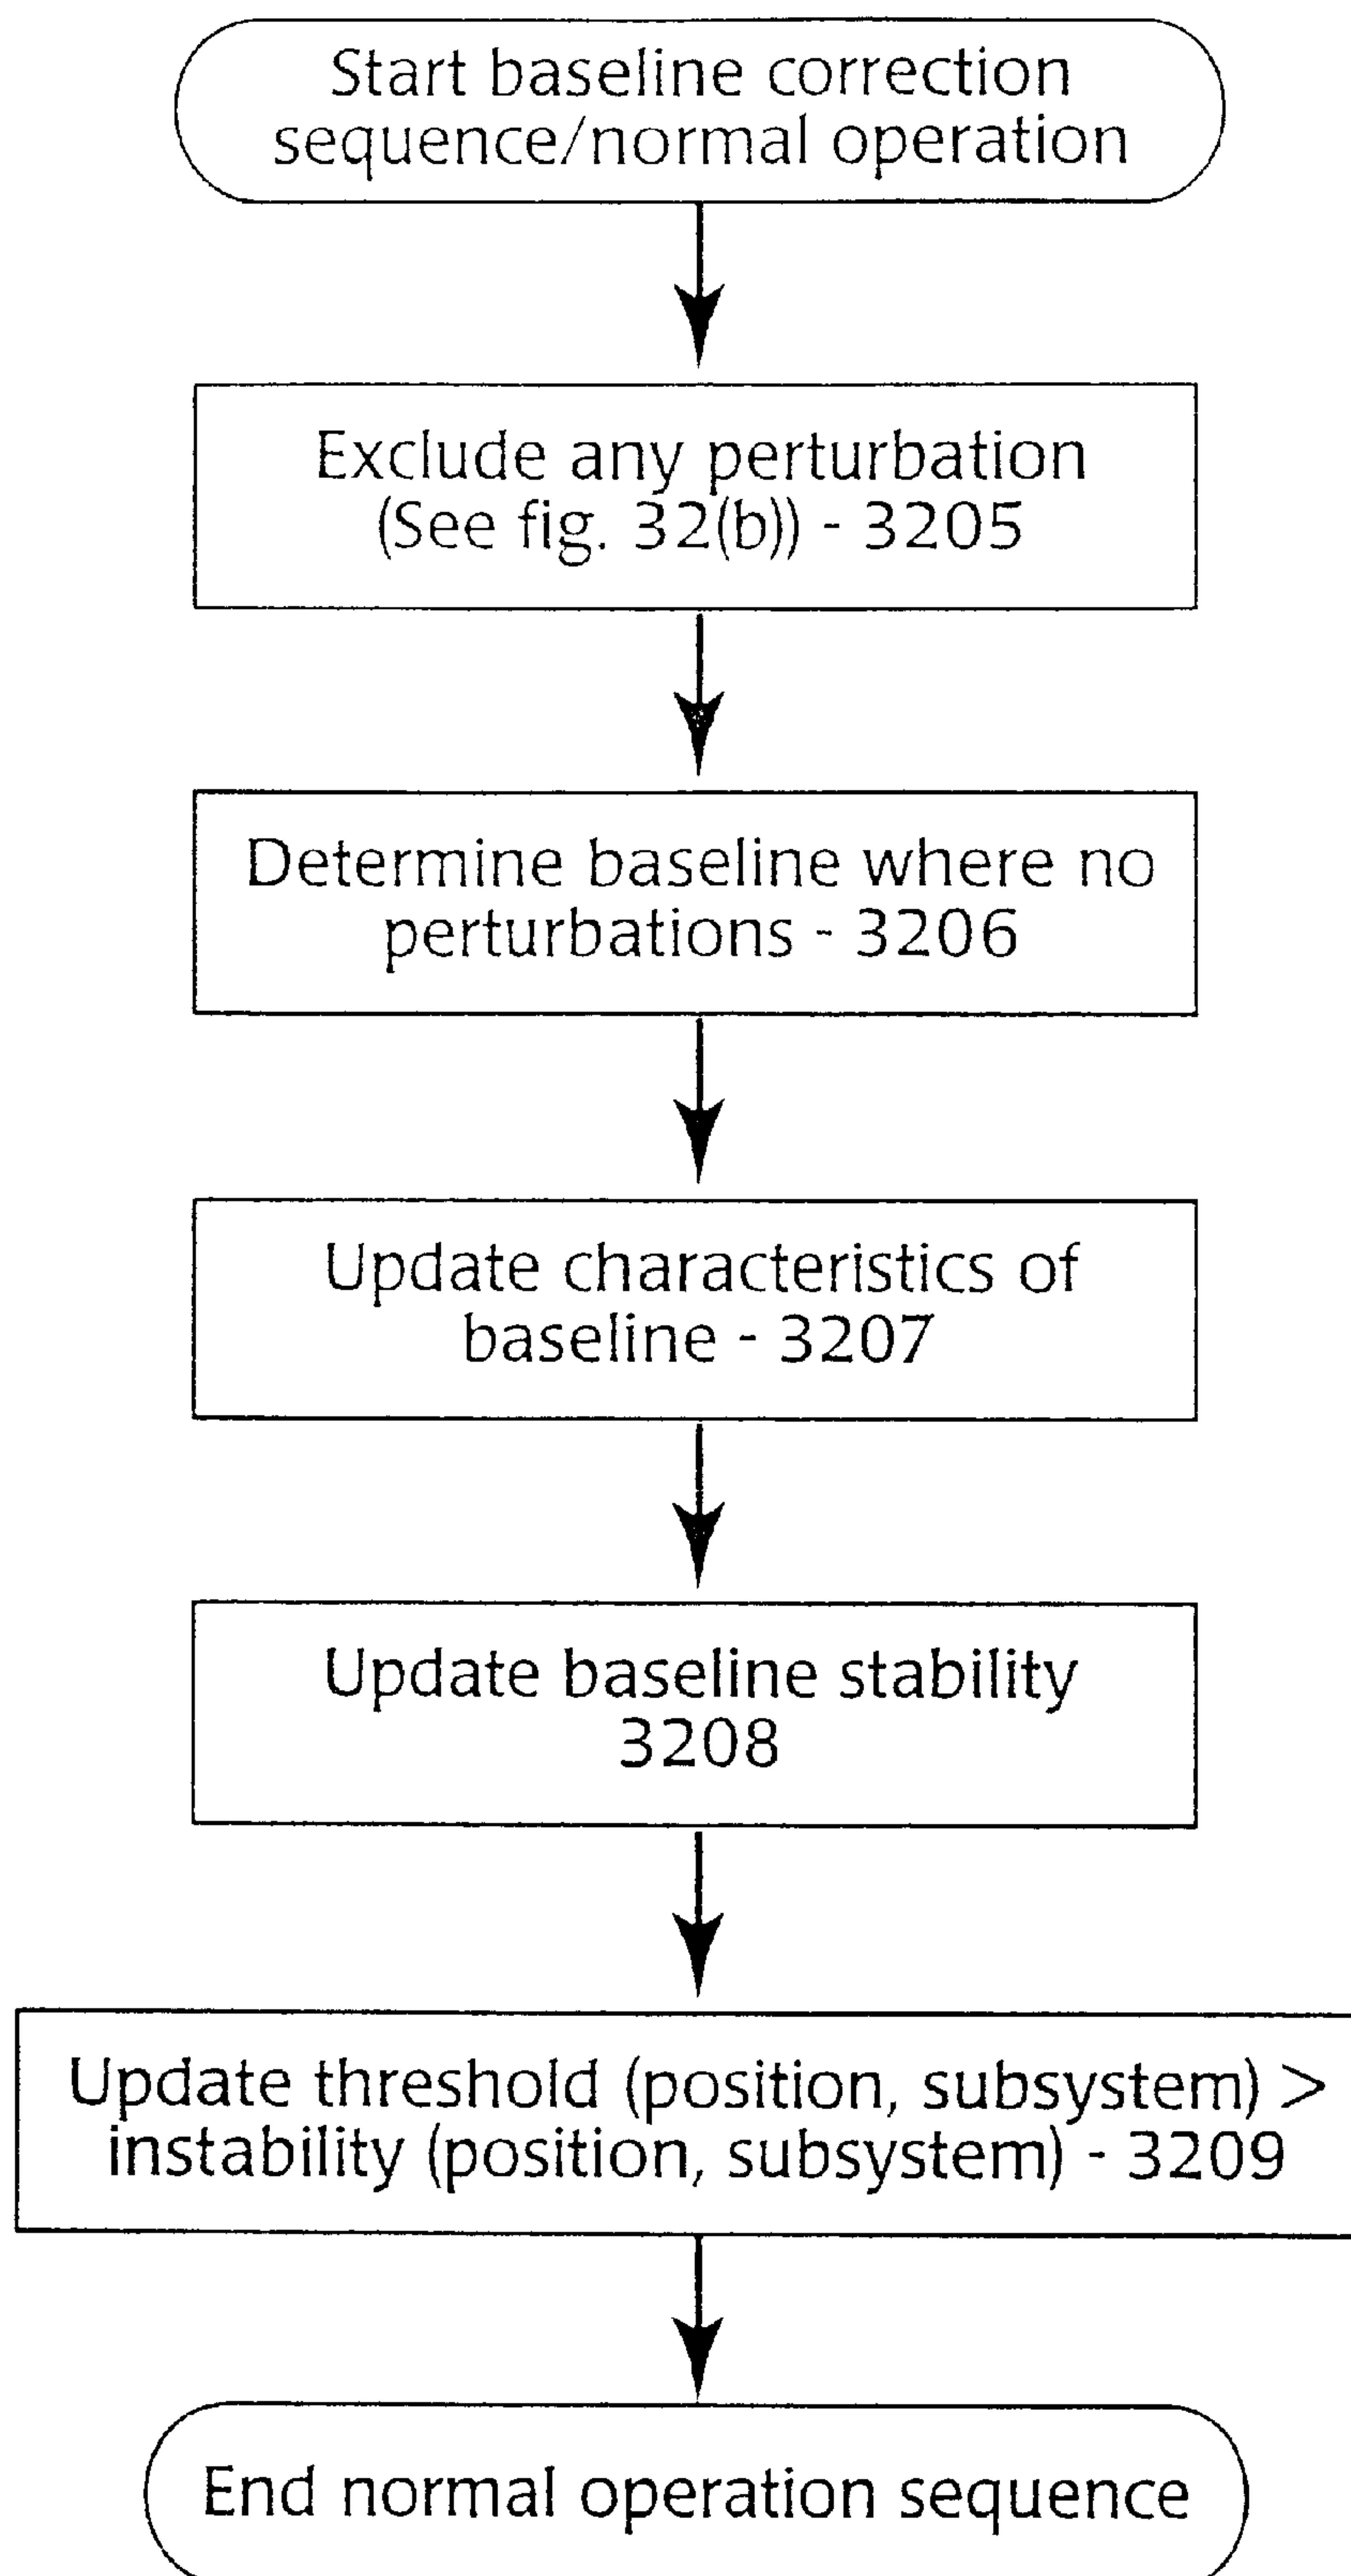 Start baseline correction
sequence/normal operation
Exclude any perturbation
(See fig. 32(b)) - 3205
Determine baseline where no
perturbations - 3206
Update characteristics of
baseline - 3207
Update baseline stability
3208
Update threshold (position, subsystem) >
instability (position, subsystem) - 3209
End normal operation sequence